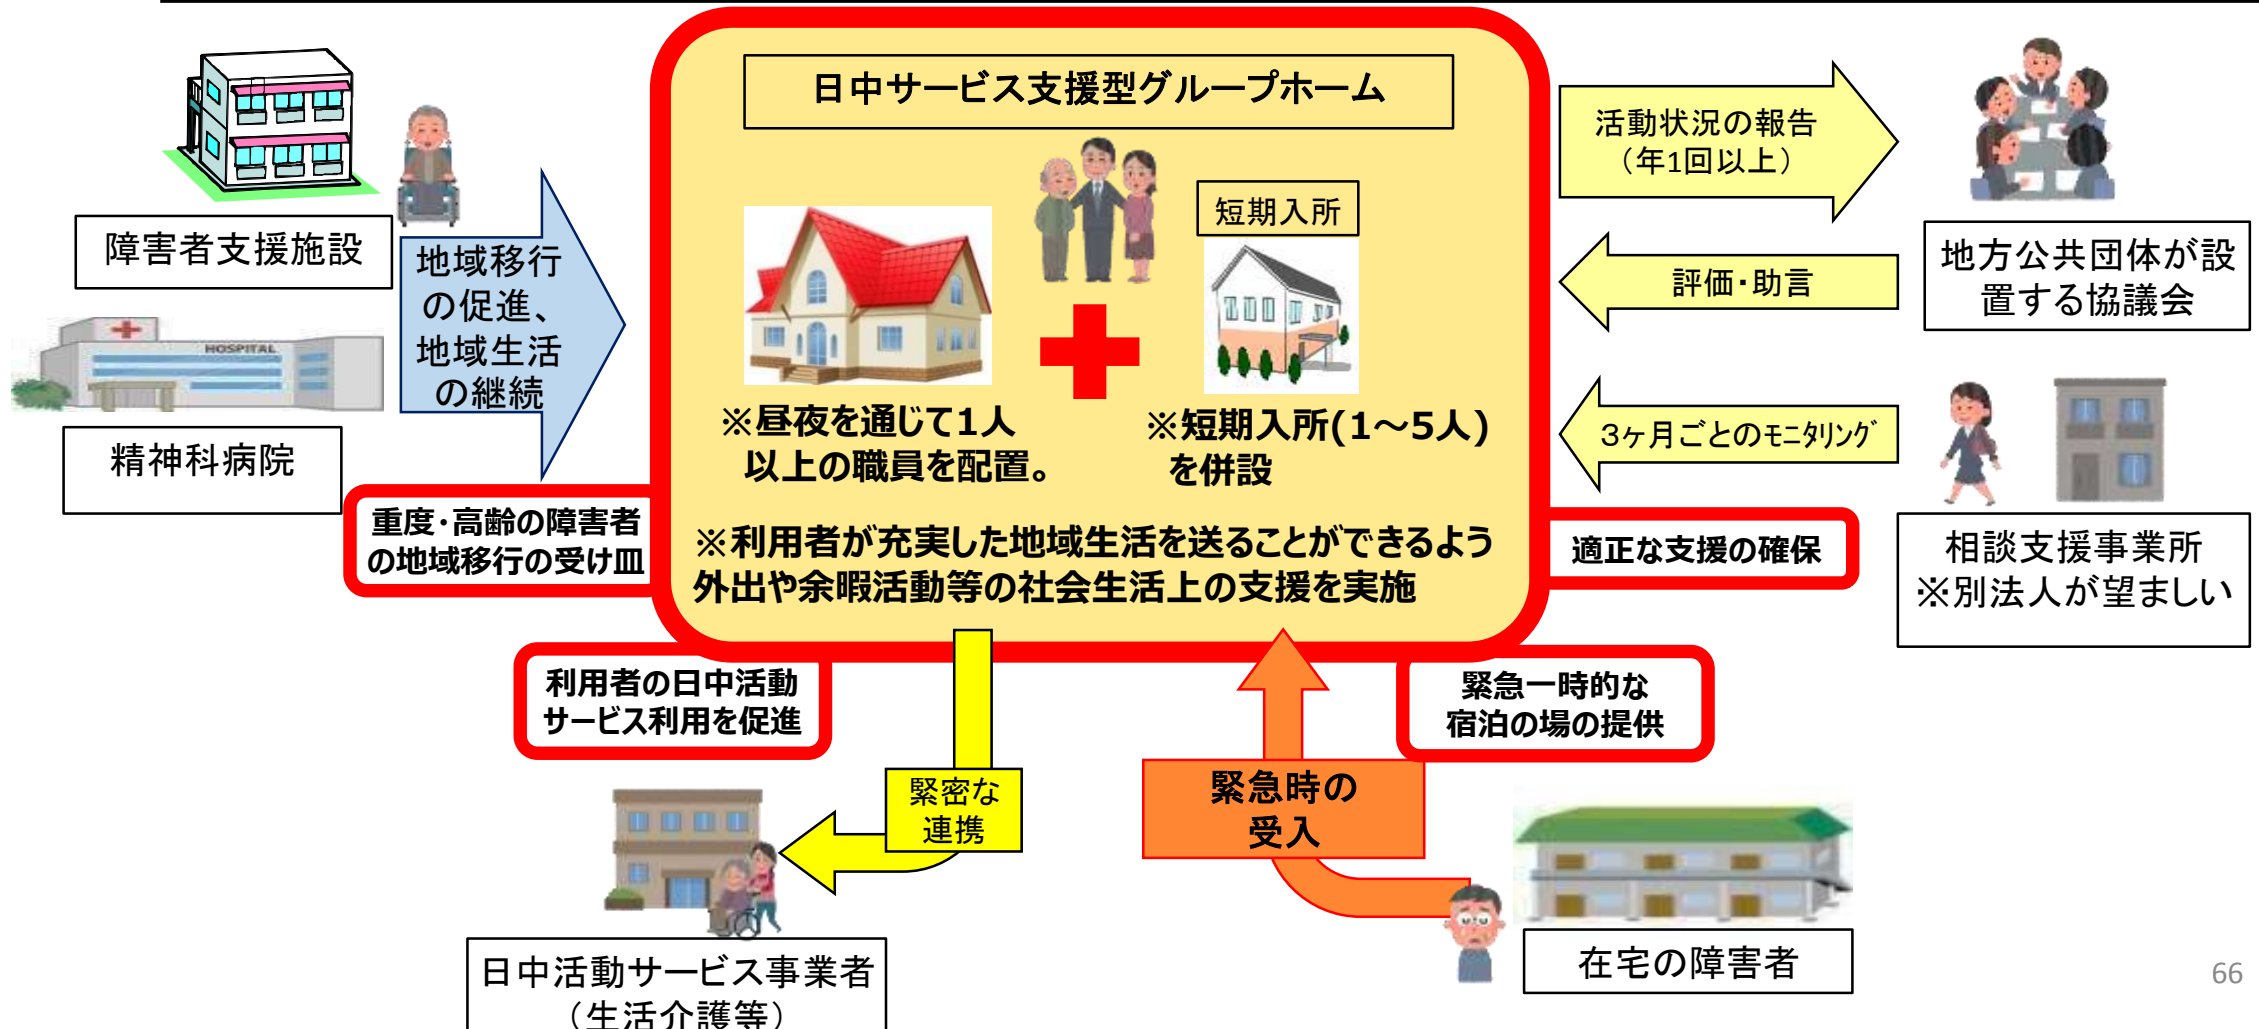 日中サービス支援型グループホーム
障害者支援施設
HOSPITAL
精神科病院
地域移行
の促進、
地域生活
の継続
重度・高齢の障害者
の地域移行の受け皿
短期入所
※昼夜を通じて1人
以上の職員を配置。
※短期入所(1～5人)
を併設
※利用者が充実した地域生活を送ることができるよう
外出や余暇活動等の社会生活上の支援を実施
活動状況の報告
（年1回以上）
評価・助言
地方公共団体が設
置する協議会
3ヶ月ごとのﾓﾆﾀﾘﾝｸﾞ
適正な支援の確保
相談支援事業所
※別法人が望ましい
利用者の日中活動
サービス利用を促進
緊密な
連携
日中活動サービス事業者
（生活介護等）
緊急一時的な
宿泊の場の提供
緊急時の
受入
在宅の障害者
66